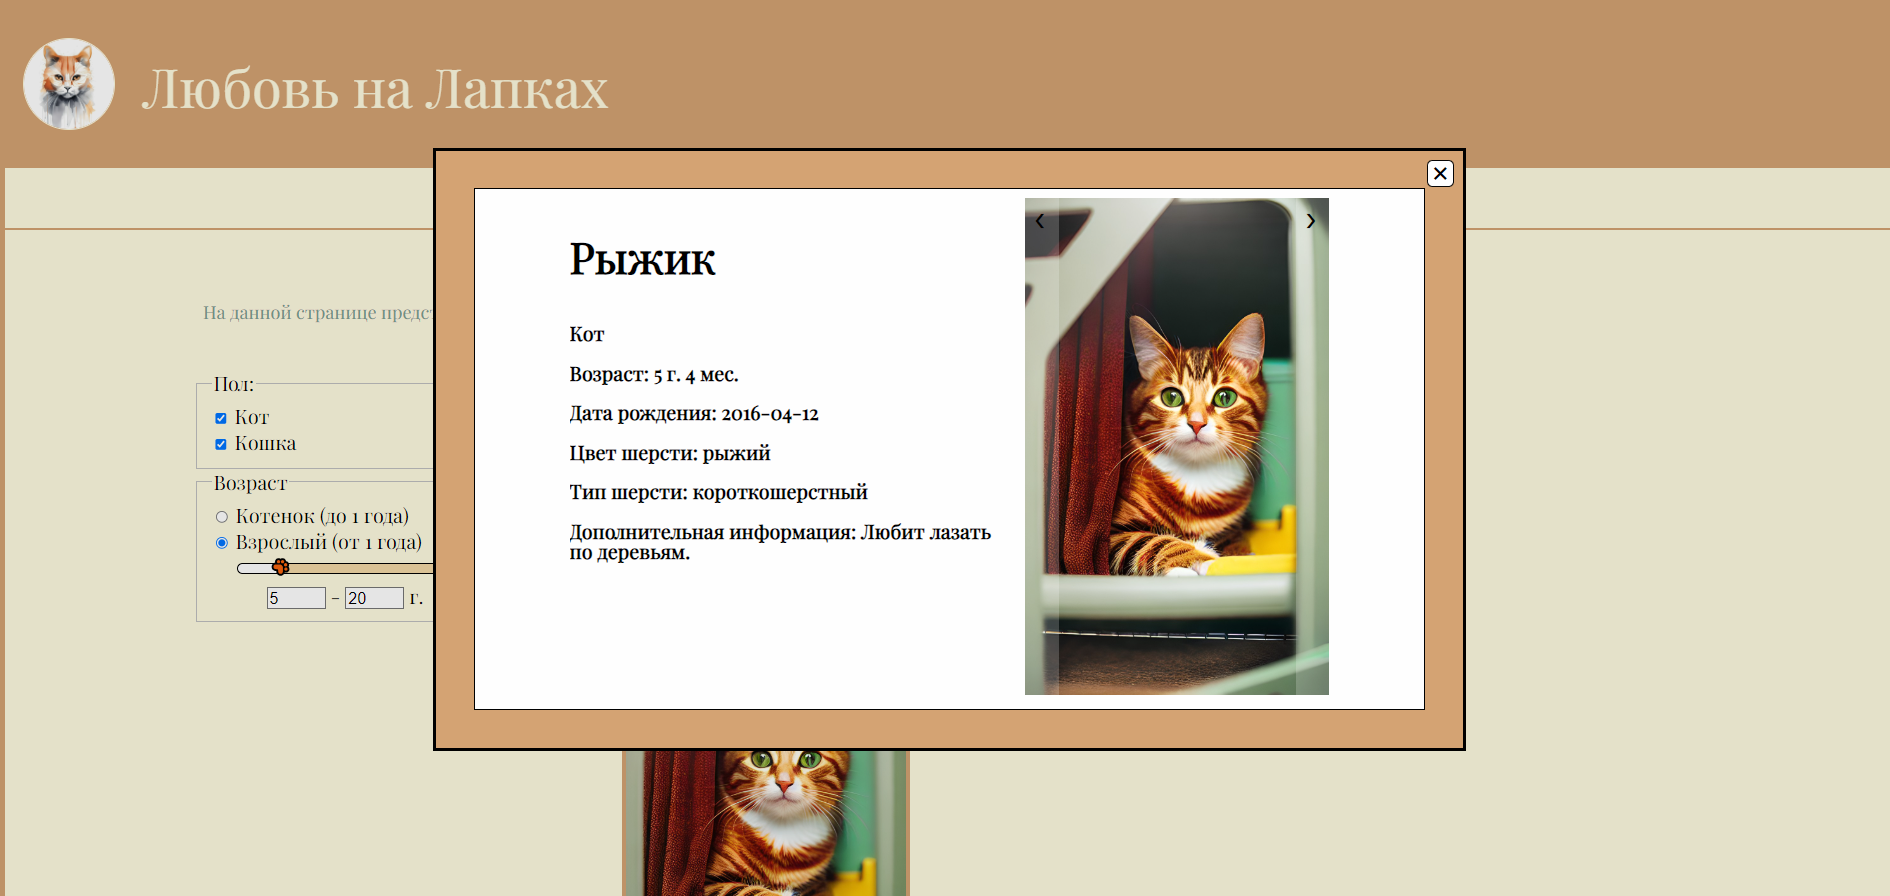 Любовь на Лапках
На данной странице предст
Пол:
Кот
Кошка
Возраст
Котенок (до 1 года)
Взрослый (от 1 года)
5 - 20 г.
Рыжик
Кот
Возраст: 5 г. 4 мес.
Дата рождения: 2016-04-12
Цвет шерсти: рыжий
Тип шерсти: короткошерстный
Дополнительная информация: Любит лазать
по деревьям.